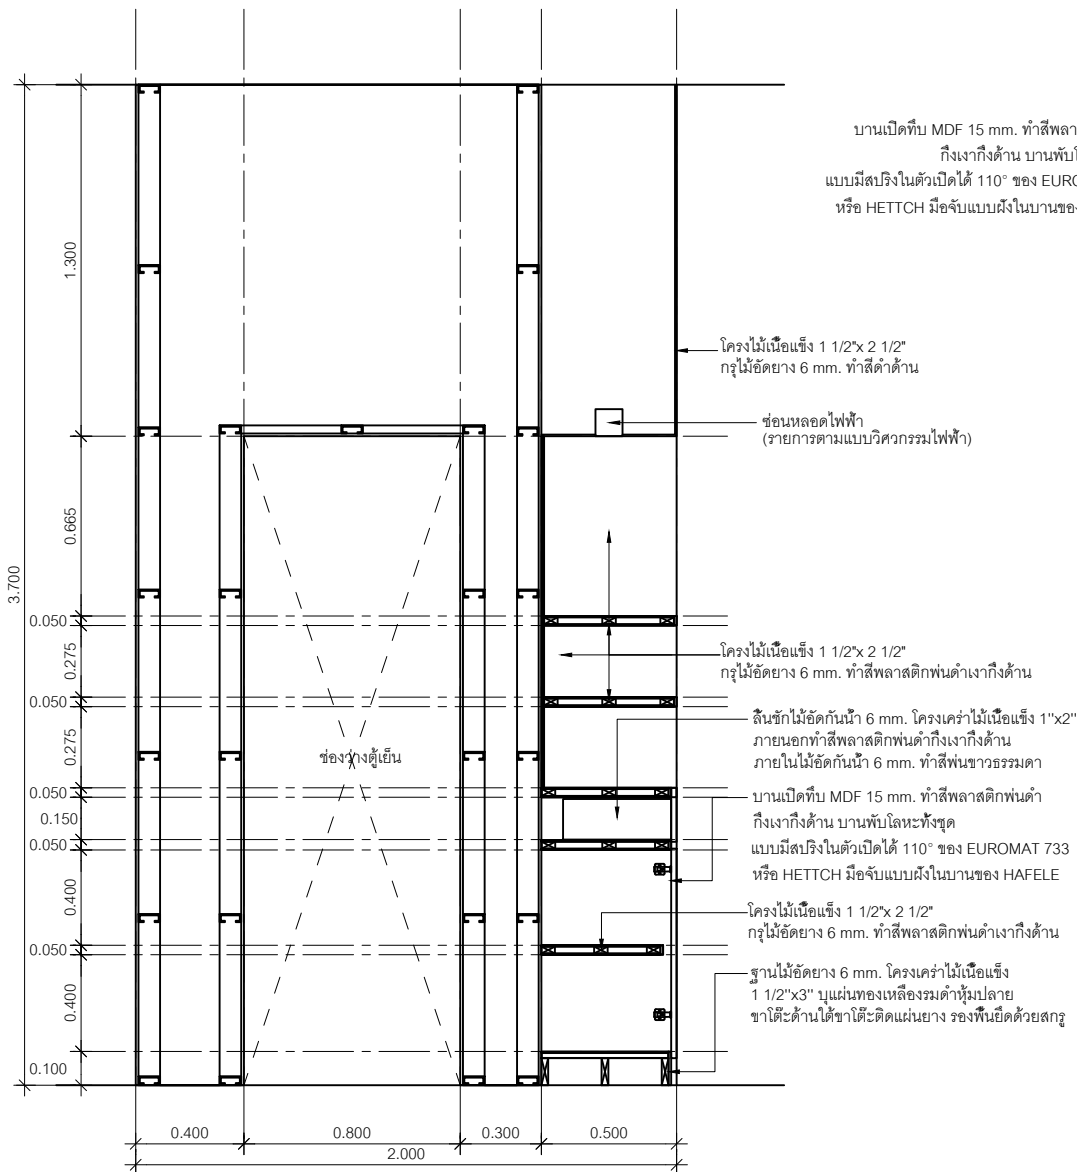 บานเปิดทึบ MDF 15 mm. ทำสีพลา
กึงเงากึงด้าน บานพับโ
แบบมีสปริงในตัวเปิดได้ 110° ของ EURO
หรือ HETTCH มือจับแบบฝังในบานของ
1.300
โครงไม้เนื้อแข็ง 1 1/2"x 2 1/2"
กรุไม้อัดยาง 6 mm. ทำสีดำด้าน
ซ่อนหลอดไฟฟ้า
(รายการตามแบบวิศวกรรมไฟฟ้า)
0.665
3.700
0.050
0.275
โครงไม้เนื้อแข็ง 1 1/2"x 2 1/2"
กรุไม้อัดยาง 6 mm. ทำสีพลาสติกพ่นดำเงากึงด้าน
0.050
0.275
ช่องว่างตู้เย็น
ลิ้นชักไม้อัดกันน้ำ 6 mm. โครงเคร่าไม้เนื้อแข็ง 1''x2''
ภายนอกทำสีพลาสติกพ่นดำกึงเงากึงด้าน
ภายในไม้อัดกันน้ำ 6 mm. ทำสีพ่นขาวธรรมดา
0.050
0.150
0.050
บานเปิดทึบ MDF 15 mm. ทำสีพลาสติกพ่นดำ
กึงเงากึงด้าน บานพับโลหะทั้งชุด
แบบมีสปริงในตัวเปิดได้ 110° ของ EUROMAT 733
หรือ HETTCH มือจับแบบฝังในบานของ HAFELE
0.400
โครงไม้เนื้อแข็ง 1 1/2"x 2 1/2"
กรุไม้อัดยาง 6 mm. ทำสีพลาสติกพ่นดำเงากึงด้าน
0.050
0.400
ฐานไม้อัดยาง 6 mm. โครงเคร่าไม้เนื้อแข็ง
1 1/2''x3'' บุแผ่นทองเหลืองรมดำหุ้มปลาย
ขาโต๊ะด้านใต้ขาโต๊ะติดแผ่นยาง รองพื้นยึดด้วยสกรู
0.100
0.400
0.800
0.300
0.500
2.000